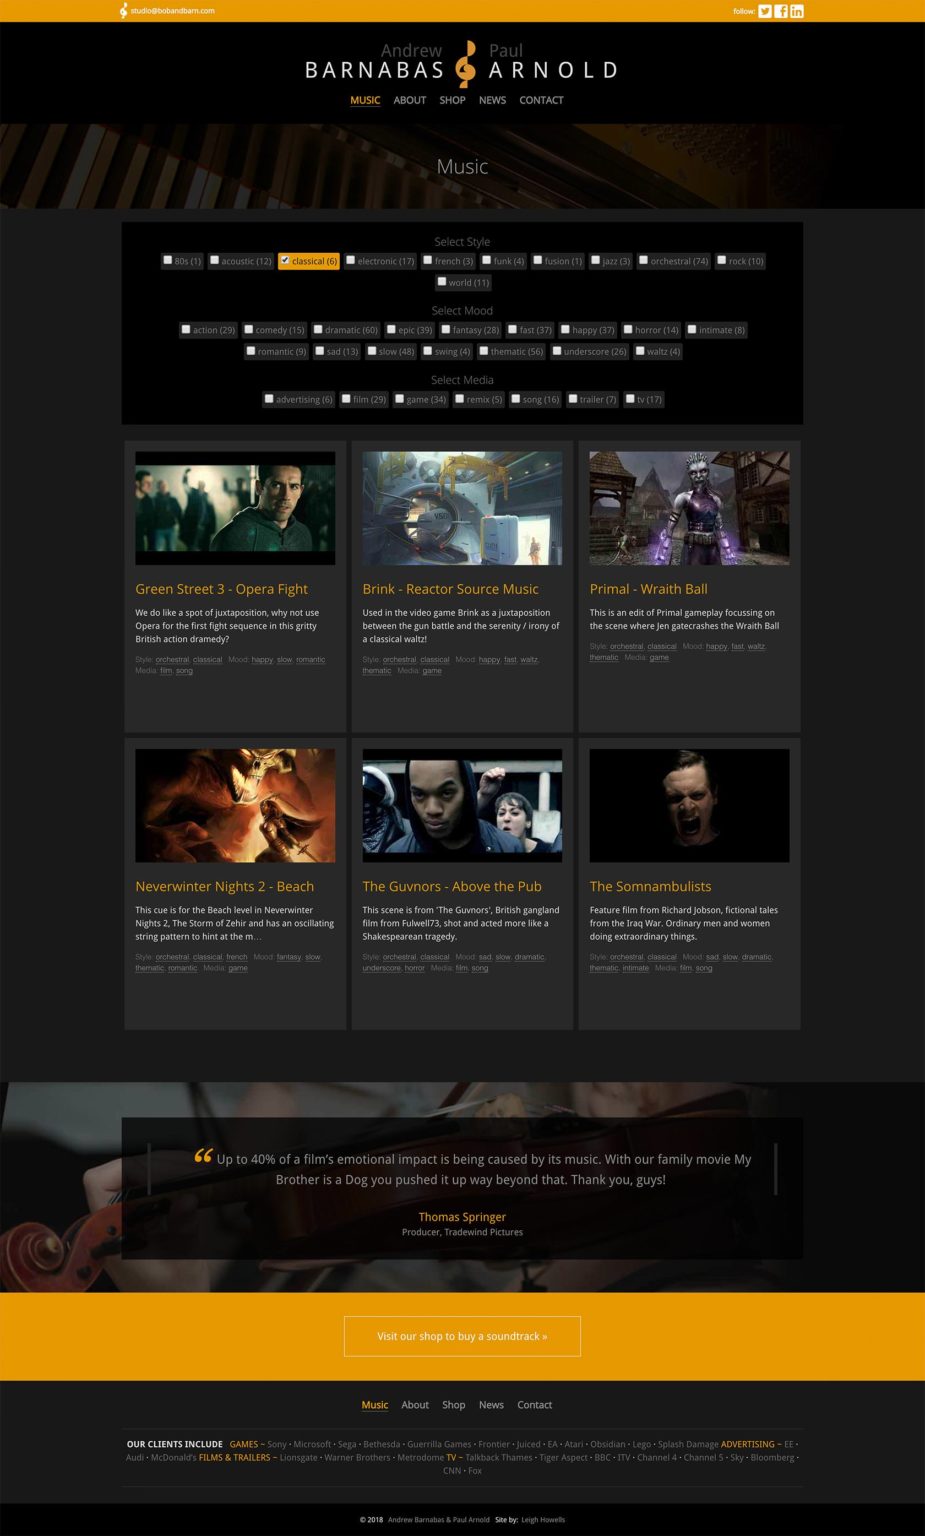 studio@bobandbarn.com
follow:
Andrew Paul
BARNABAS ARNOLD
MUSIC ABOUT SHOP NEWS CONTACT
Music
Select Style
80s (1) acoustic (12) classical (6) electronic (17) french (3) funk (4) fusion (1) jazz (3) orchestral (74) rock (10)
world (11)
Select Mood
action (29) comedy (15) dramatic (60) epic (39) fantasy (28) fast (37) happy (37) horror (14) intimate (8)
romantic (9) sad (13) slow (48) swing (4) thematic (56) underscore (26) waltz (4)
Select Media
advertising (6) film (29) game (34) remix (5) song (16) trailer (7) tv (17)
Green Street 3 - Opera Fight
We do like a spot of juxtaposition, why not use
Opera for the first fight sequence in this gritty
British action dramedy?
Style: orchestral, classical Mood: happy, slow, romantic
Media: film, song
Brink - Reactor Source Music
Used in the video game Brink as a juxtaposition
between the gun battle and the serenity / irony of
a classical waltz!
Style: orchestral, classical Mood: happy, fast, waltz,
thematic Media: game
Primal - Wraith Ball
This is an edit of Primal gameplay focussing on
the scene where Jen gatecrashes the Wraith Ball
Style: orchestral, classical Mood: happy, fast, waltz,
thematic Media: game
Neverwinter Nights 2 - Beach
This cue is for the Beach level in Neverwinter
Nights 2, The Storm of Zehir and has an oscillating
string pattern to hint at the m…
Style: orchestral, classical, french Mood: fantasy, slow,
thematic, romantic Media: game
The Guvnors - Above the Pub
This scene is from 'The Guvnors', British gangland
film from Fulwell73, shot and acted more like a
Shakespearean tragedy.
Style: orchestral, classical Mood: sad, slow, dramatic,
underscore, horror Media: film, song
The Somnambulists
Feature film from Richard Jobson, fictional tales
from the Iraq War. Ordinary men and women
doing extraordinary things.
Style: orchestral, classical Mood: sad, slow, dramatic,
thematic, intimate Media: film, song
“ Up to 40% of a film’s emotional impact is being caused by its music. With our family movie My
Brother is a Dog you pushed it up way beyond that. Thank you, guys!
Thomas Springer
Producer, Tradewind Pictures
Visit our shop to buy a soundtrack »
Music About Shop News Contact
OUR CLIENTS INCLUDE GAMES ~ Sony • Microsoft • Sega • Bethesda • Guerrilla Games • Frontier • Juiced • EA • Atari • Obsidian • Lego • Splash Damage ADVERTISING ~ EE •
Audi • McDonald's FILMS & TRAILERS ~ Lionsgate • Warner Brothers • Metrodome TV ~ Talkback Thames • Tiger Aspect • BBC • ITV • Channel 4 • Channel 5 • Sky • Bloomberg •
CNN • Fox
© 2018 Andrew Barnabas & Paul Arnold Site by: Leigh Howells